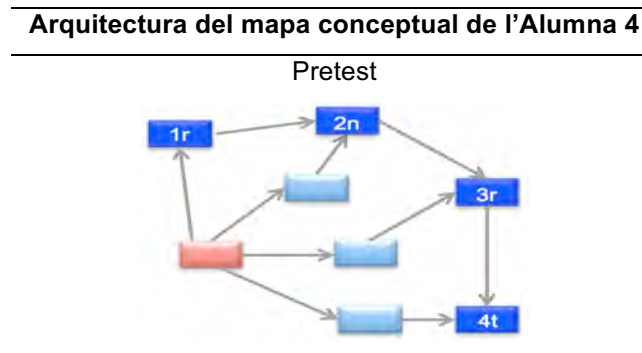 Arquitectura del mapa conceptual de l’Alumna 4
Pretest
1r
2n
3r
4t